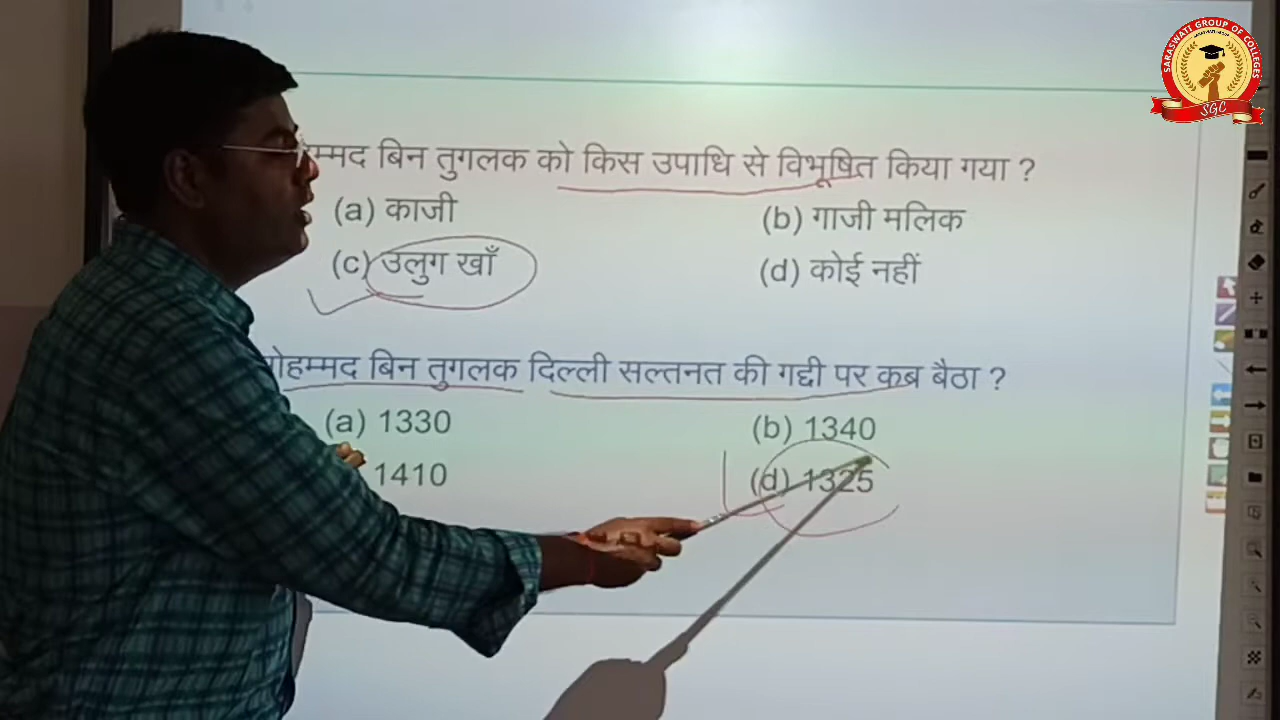 SARASWATI GROUP OF COLLEGES
SGC
म्मद बिन तुगलक को किस उपाधि से विभूषित किया गया ?
(a) काजी (b) गाजी मलिक
(c) उलुग खाँ (d) कोई नहीं
मोहम्मद बिन तुगलक दिल्ली सल्तनत की गद्दी पर कब बैठा ?
(a) 1330 (b) 1340
1410 (d) 1325